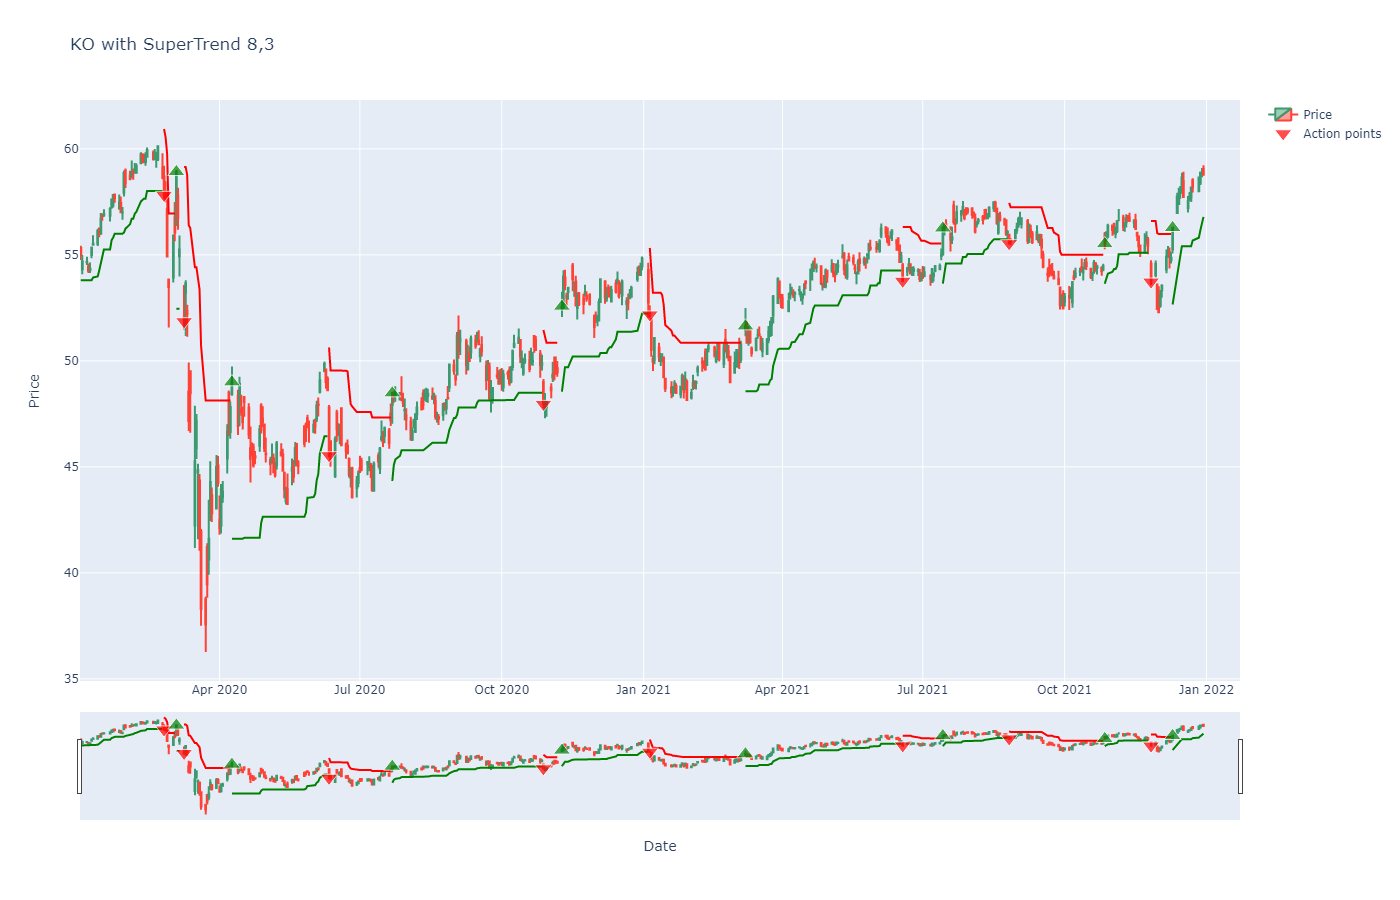 KO with SuperTrend 8,3
Price
Action points
60
55
50
45
40
35
Price
Apr 2020
Jul 2020
Oct 2020
Jan 2021
Apr 2021
Jul 2021
Oct 2021
Jan 2022
Date